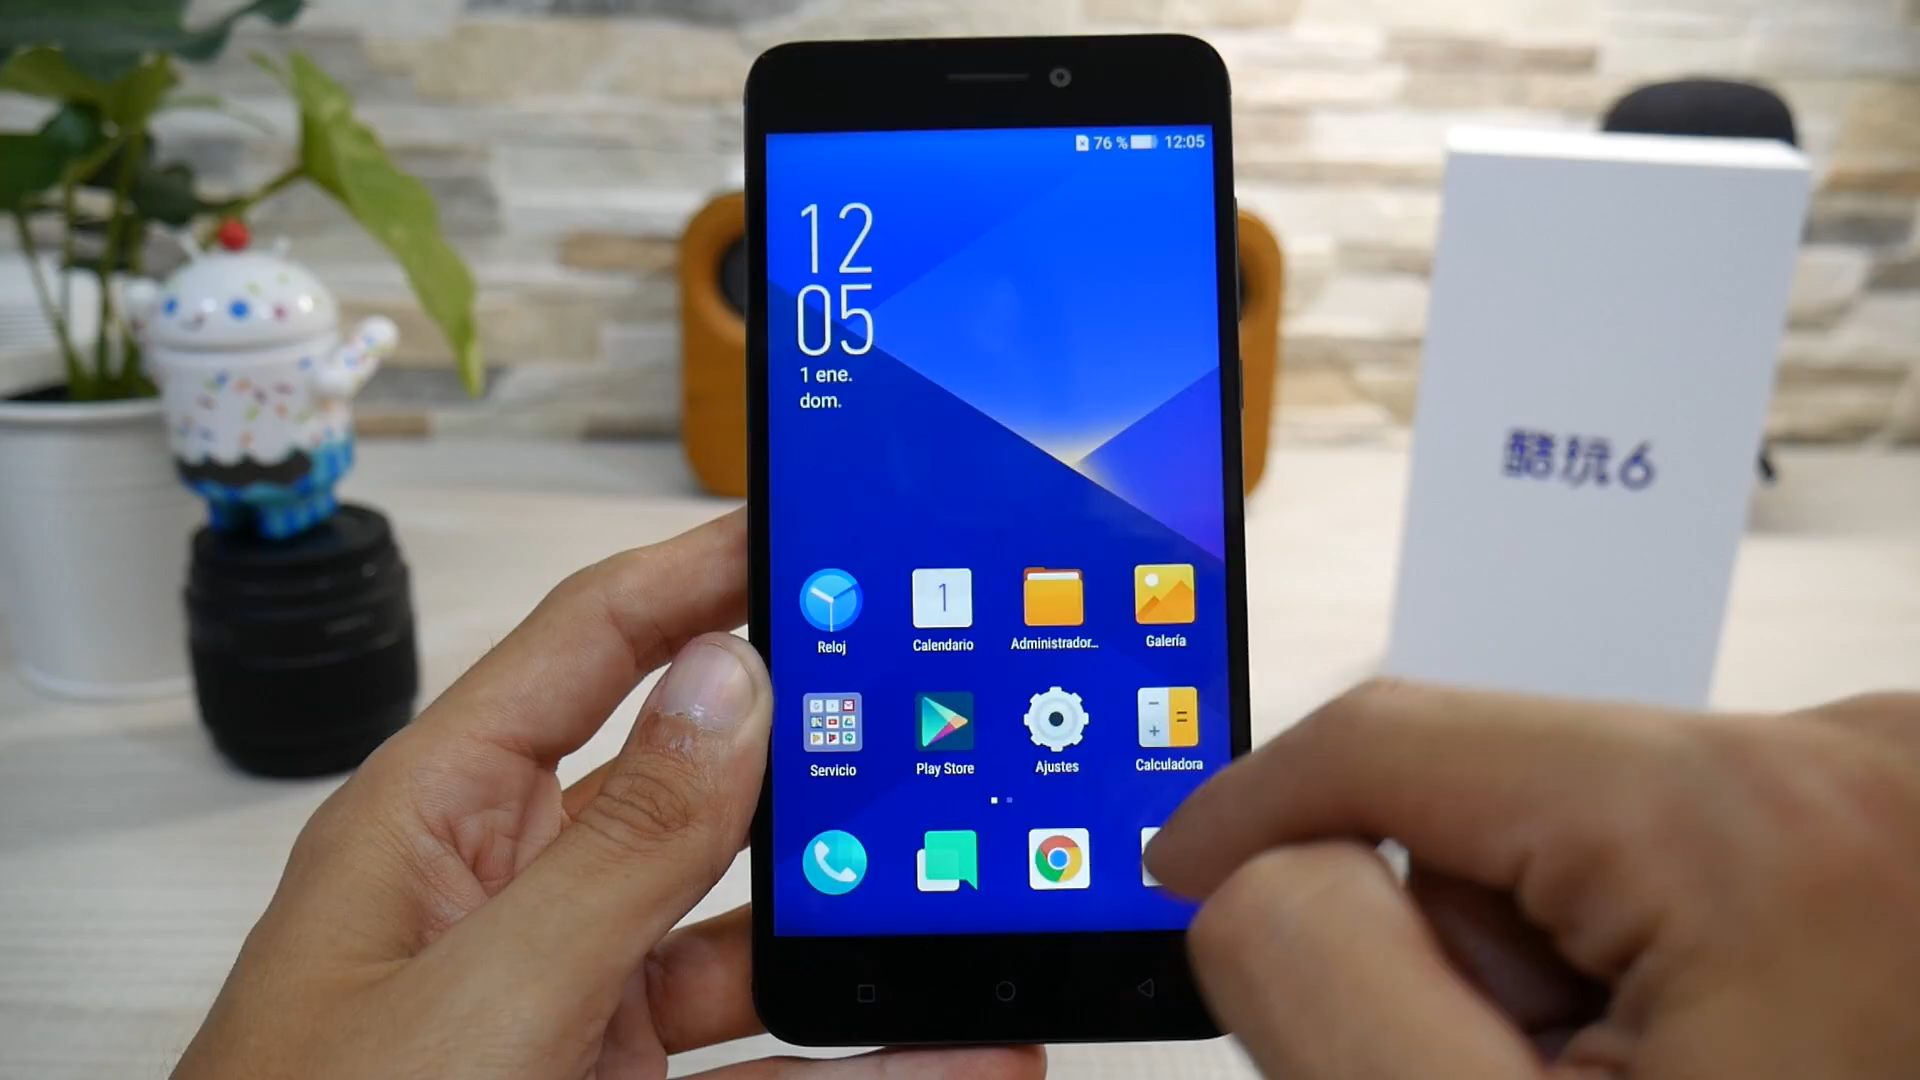 76 % 12:05
12
05
1 ene.
dom.
1
Reloj
Calendario
Administrador...
Galería
Servicio
Play Store
Ajustes
Calculadora
酷玩6